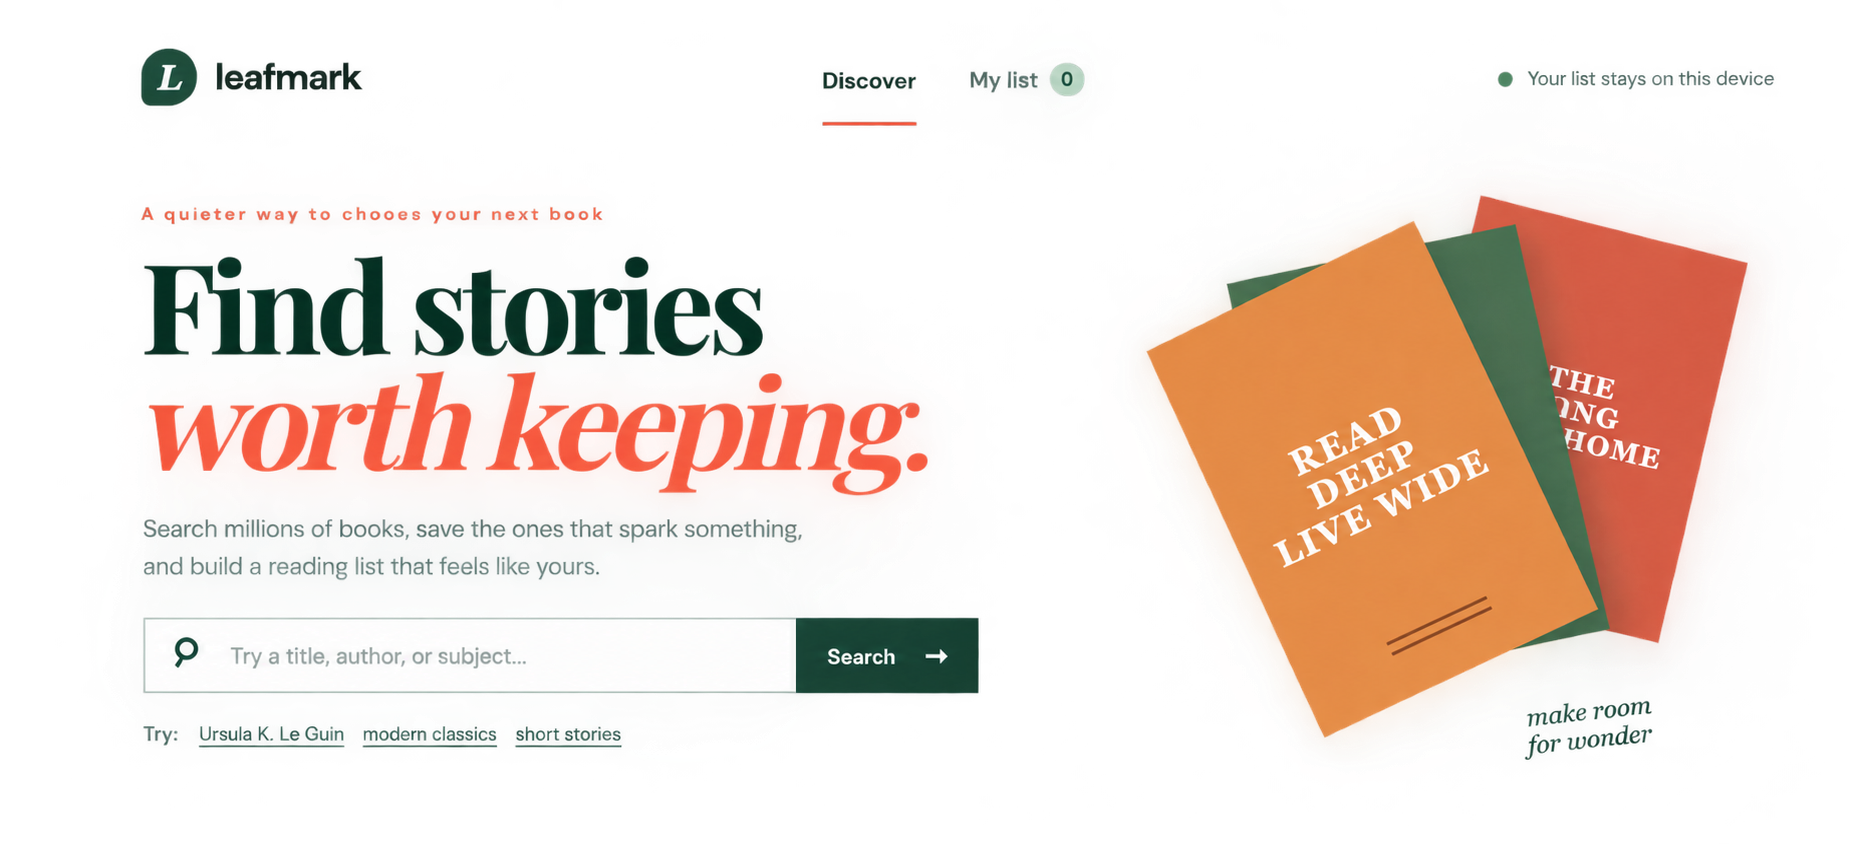 L leafmark
Discover
My list 0
Your list stays on this device
A quieter way to chooes your next book
Find stories
worth keeping.
Search millions of books, save the ones that spark something,
and build a reading list that feels like yours.
Try a title, author, or subject...
Search →
Try: Ursula K. Le Guin modern classics short stories
READ
DEEP
LIVE WIDE
THE
NG
HOME
make room
for wonder